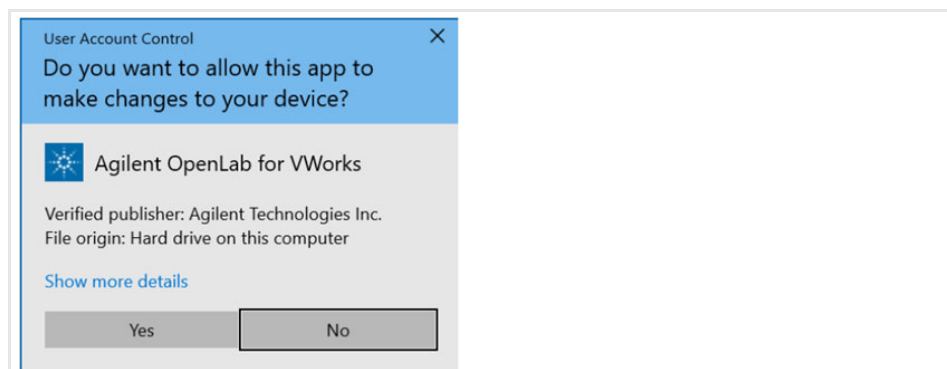 User Account Control
Do you want to allow this app to
make changes to your device?
Agilent OpenLab for VWorks
Verified publisher: Agilent Technologies Inc.
File origin: Hard drive on this computer
Show more details
Yes
No